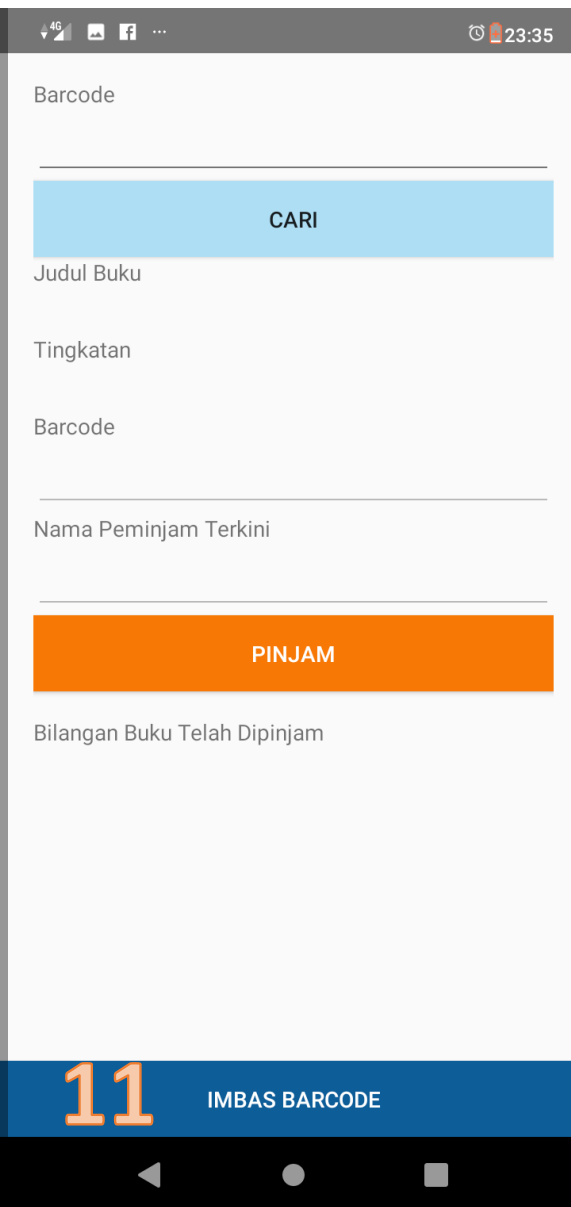 4G
23:35
Barcode
CARI
Judul Buku
Tingkatan
Barcode
Nama Peminjam Terkini
PINJAM
Bilangan Buku Telah Dipinjam
11 IMBAS BARCODE